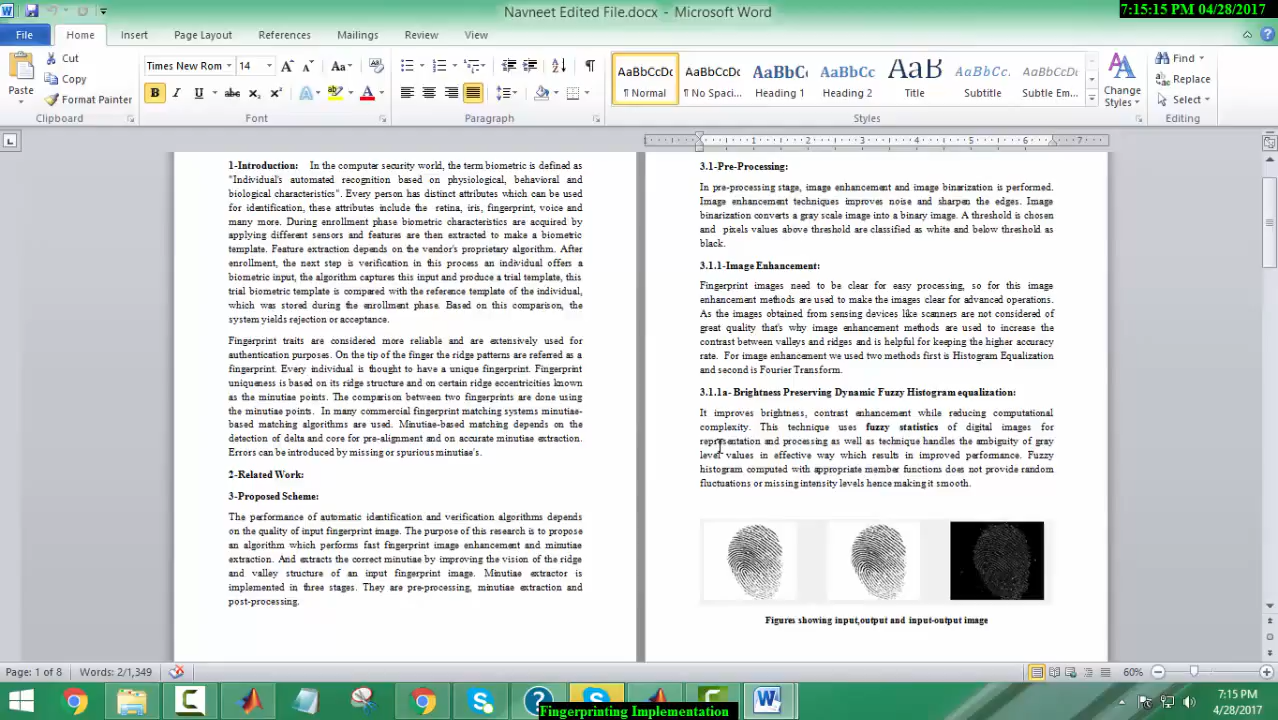 Navneet Edited File.docx - Microsoft Word
7:15:15 PM 04/28/2017
File Home Insert Page Layout References Mailings Review View
Paste
Cut
Copy
Format Painter
Clipboard
Times New Rom 14
Font
Paragraph
AaBbCcDc AaBbCcDc AaBbC AaBbCc AaB AaBbCc. AaBbCcDc
¶ Normal ¶ No Spaci... Heading 1 Heading 2 Title Subtitle Subtle Em...
Styles
Change
Styles
Find
Replace
Select
Editing
1-Introduction: In the computer security world, the term biometric is defined as
"Individual's automated recognition based on physiological, behavioral and
biological characteristics". Every person has distinct attributes which can be used
for identification, these attributes include the retina, iris, fingerprint, voice and
many more. During enrollment phase biometric characteristics are acquired by
applying different sensors and features are then extracted to make a biometric
template. Feature extraction depends on the vendor's proprietary algorithm. After
enrollment, the next step is verification in this process an individual offers a
biometric input, the algorithm captures this input and produce a trial template, this
trial biometric template is compared with the reference template of the individual,
which was stored during the enrollment phase. Based on this comparison, the
system yields rejection or acceptance.
Fingerprint traits are considered more reliable and are extensively used for
authentication purposes. On the tip of the finger the ridge patterns are referred as a
fingerprint. Every individual is thought to have a unique fingerprint. Fingerprint
uniqueness is based on its ridge structure and on certain ridge eccentricities known
as the minutiae points. The comparison between two fingerprints are done using
the minutiae points. In many commercial fingerprint matching systems minutiae-
based matching algorithms are used. Minutiae-based matching depends on the
detection of delta and core for pre-alignment and on accurate minutiae extraction.
Errors can be introduced by missing or spurious minutiae's.
2-Related Work:
3-Proposed Scheme:
The performance of automatic identification and verification algorithms depends
on the quality of input fingerprint image. The purpose of this research is to propose
an algorithm which performs fast fingerprint image enhancement and minutiae
extraction. And extracts the correct minutiae by improving the vision of the ridge
and valley structure of an input fingerprint image. Minutiae extractor is
implemented in three stages. They are pre-processing, minutiae extraction and
post-processing.
3.1-Pre-Processing:
In pre-processing stage, image enhancement and image binarization is performed.
Image enhancement techniques improves noise and sharpen the edges. Image
binarization converts a gray scale image into a binary image. A threshold is chosen
and pixels values above threshold are classified as white and below threshold as
black.
3.1.1-Image Enhancement:
Fingerprint images need to be clear for easy processing, so for this image
enhancement methods are used to make the images clear for advanced operations.
As the images obtained from sensing devices like scanners are not considered of
great quality that's why image enhancement methods are used to increase the
contrast between valleys and ridges and is helpful for keeping the higher accuracy
rate. For image enhancement we used two methods first is Histogram Equalization
and second is Fourier Transform.
3.1.1a- Brightness Preserving Dynamic Fuzzy Histogram equalization:
It improves brightness, contrast enhancement while reducing computational
complexity. This technique uses fuzzy statistics of digital images for
representation and processing as well as technique handles the ambiguity of gray
level values in effective way which results in improved performance. Fuzzy
histogram computed with appropriate member functions does not provide random
fluctuations or missing intensity levels hence making it smooth.
Figures showing input,output and input-output image
Page: 1 of 8 Words: 2/1,349 60%
Fingerprinting Implementation
7:15 PM
4/28/2017